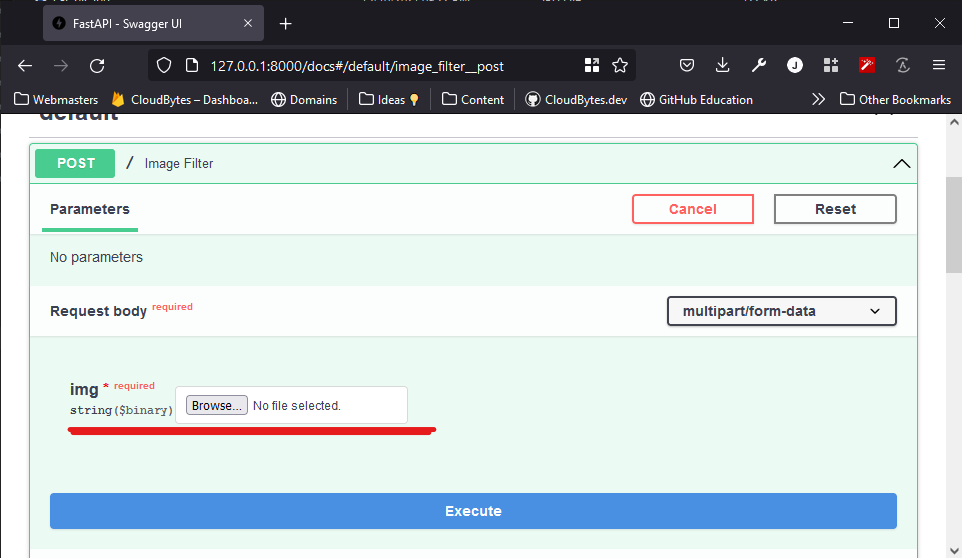 FastAPI - Swagger UI
127.0.0.1:8000/docs#/default/image_filter__post
Webmasters CloudBytes – Dashboa... Domains Ideas Content CloudBytes.dev GitHub Education Other Bookmarks
default
POST / Image Filter
Parameters Cancel Reset
No parameters
Request body required multipart/form-data
img * required
string($binary) Browse... No file selected.
Execute